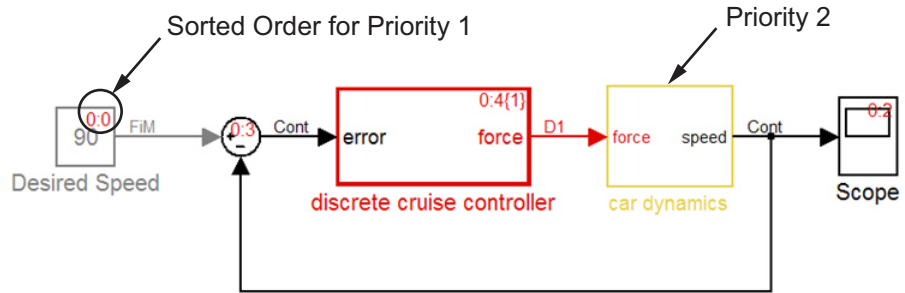 Sorted Order for Priority 1
Priority 2
0:0
90
FiM
Desired Speed
0:3
+
-
Cont
0:4{1}
error
force
discrete cruise controller
D1
force
speed
car dynamics
Cont
0:2
Scope